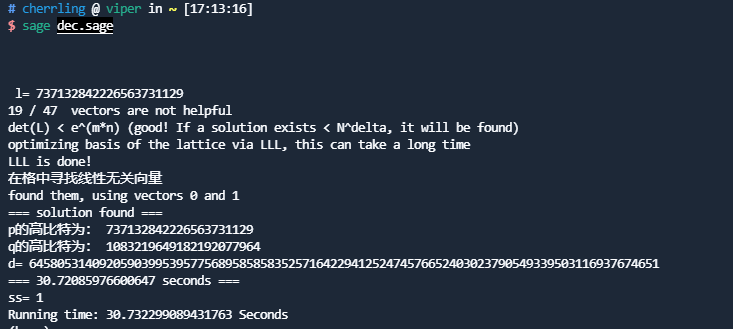 # cherrling @ viper in ~ [17:13:16]
$ sage dec.sage
l= 737132842226563731129
19 / 47  vectors are not helpful
det(L) < e^(m*n) (good! If a solution exists < N^delta, it will be found)
optimizing basis of the lattice via LLL, this can take a long time
LLL is done!
在格中寻找线性无关向量
found them, using vectors 0 and 1
=== solution found ===
p的高比特为:  737132842226563731129
q的高比特为:  1083219649182192077964
d= 645805314092059039953957756895858583525716422941252474576652403023790549339503116937674651
=== 30.72085976600647 seconds ===
ss= 1
Running time: 30.732299089431763 Seconds